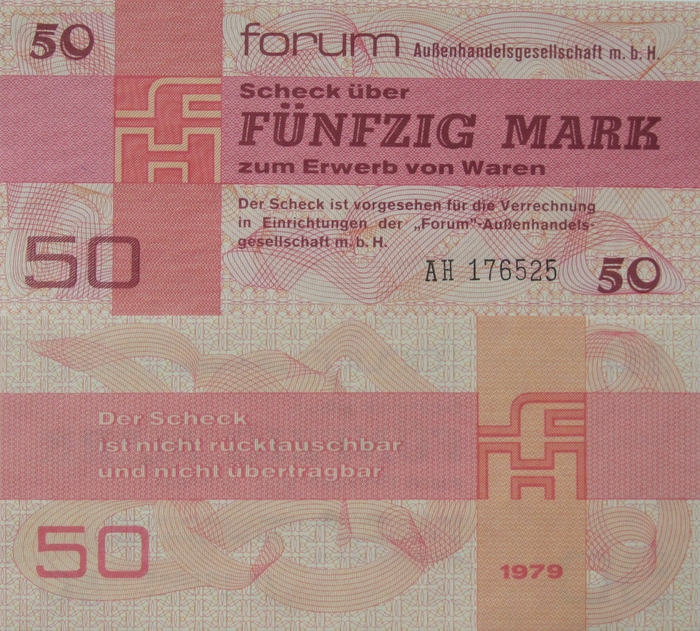 50
forum Außenhandelsgesellschaft m. b. H.
Scheck über
FÜNFZIG MARK
zum Erwerb von Waren
Der Scheck ist vorgesehen für die Verrechnung
in Einrichtungen der „Forum"-Außenhandels-
gesellschaft m. b. H.
50
AH 176525
50
Der Scheck
ist nicht rücktauschbar
und nicht übertragbar
50
1979